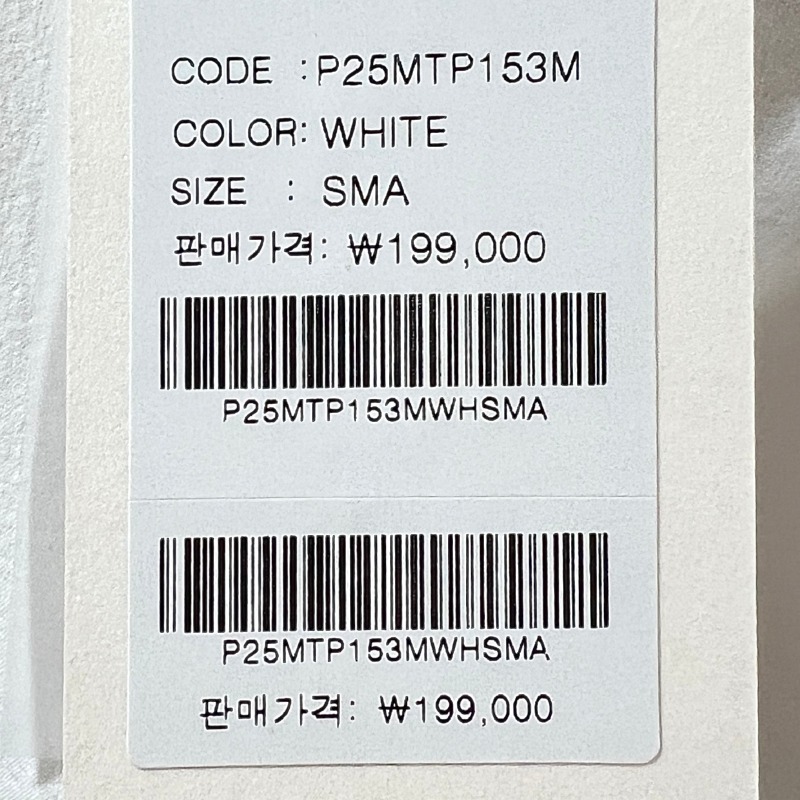 CODE : P25MTP153M
COLOR: WHITE
SIZE : SMA
판매가격: ₩199,000
P25MTP153MWHSMA
P25MTP153MWHSMA
판매가격: ₩199,000